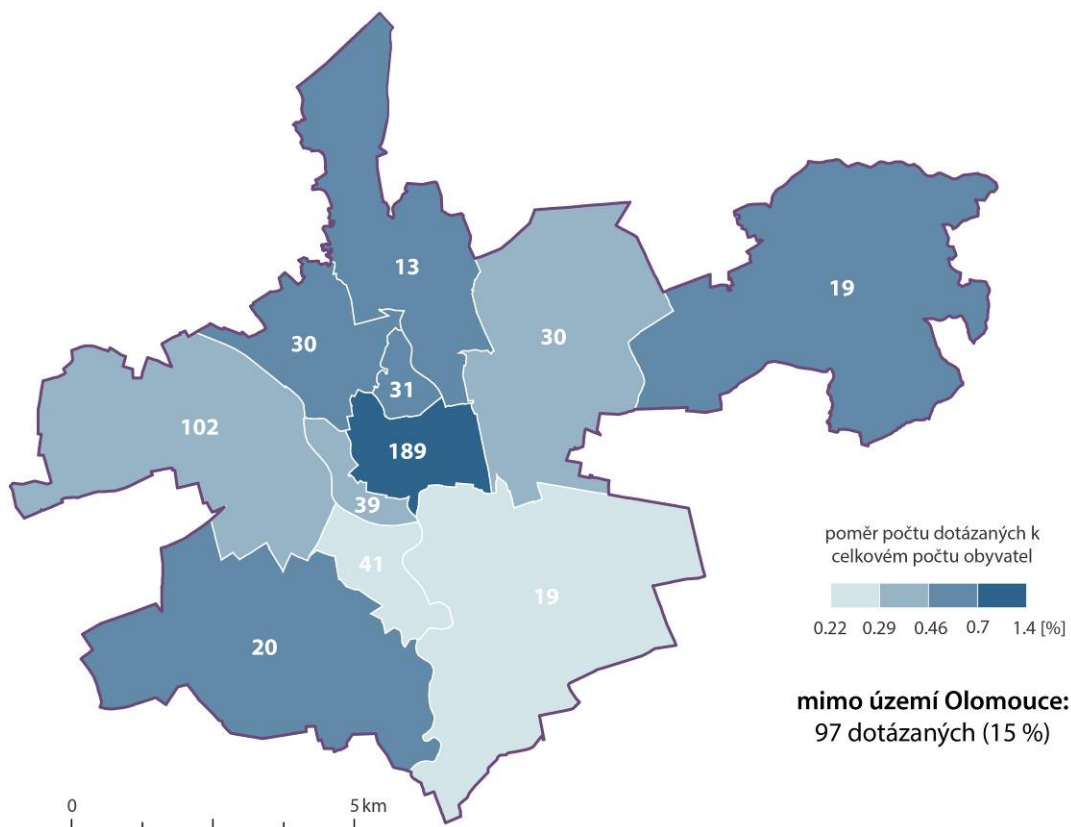 13
19
30
30
31
102
189
39
41
19
20
poměr počtu dotázaných k
celkovém počtu obyvatel
0.22 0.29 0.46 0.7 1.4 [%]
mimo území Olomouce:
97 dotázaných (15 %)
0 5 km